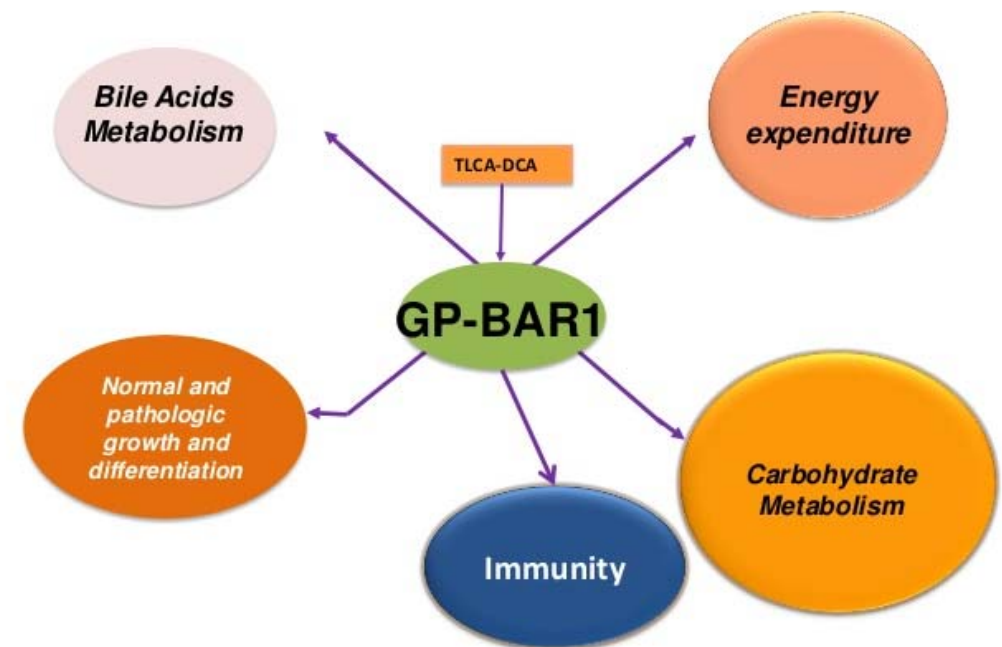 Bile Acids
Metabolism
Energy
expenditure
TLCA-DCA
GP-BAR1
Normal and
pathologic
growth and
differentiation
Carbohydrate
Metabolism
Immunity